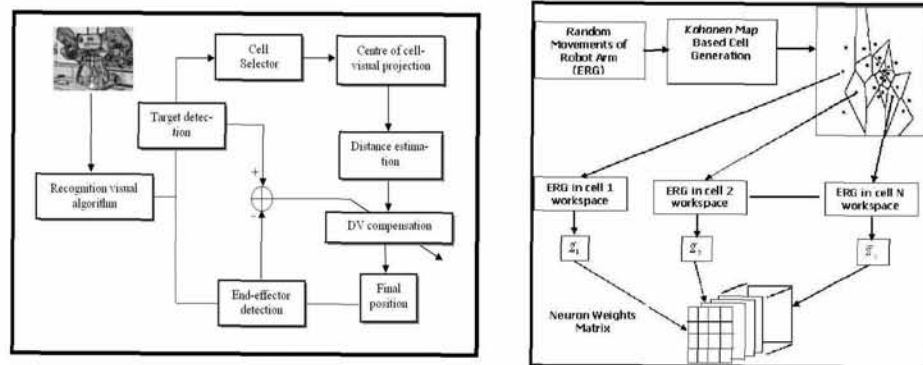 Cell
Selector
Centre of cell-
visual projection
Target detec-
tion
Distance estima-
tion
+
Recognition visual
algorithm
-
DV compensation
End-effector
detection
Final
position
Random
Movements of
Robot Arm
(ERG)
Kohonen Map
Based Cell
Generation
ERG in cell 1
workspace
ERG in cell 2
workspace
ERG in cell N
workspace
Neuron Weights
Matrix